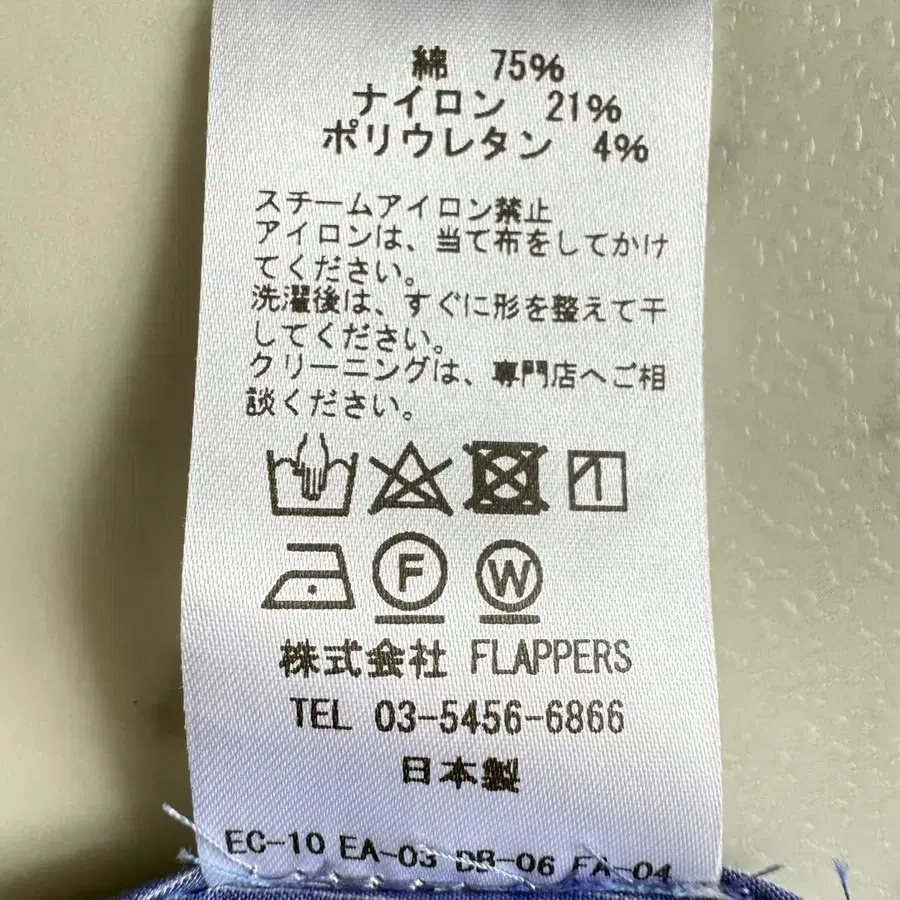 綿 75%
ナイロン 21%
ポリウレタン 4%
スチームアイロン禁止
アイロンは、当て布をしてかけ
てください。
洗濯後は、すぐに形を整えて干
してください。
クリーニングは、専門店へご相
談ください。
F W
株式会社 FLAPPERS
TEL 03-5456-6866
日本製
EC-10 EA-03 DB-06 FA-04